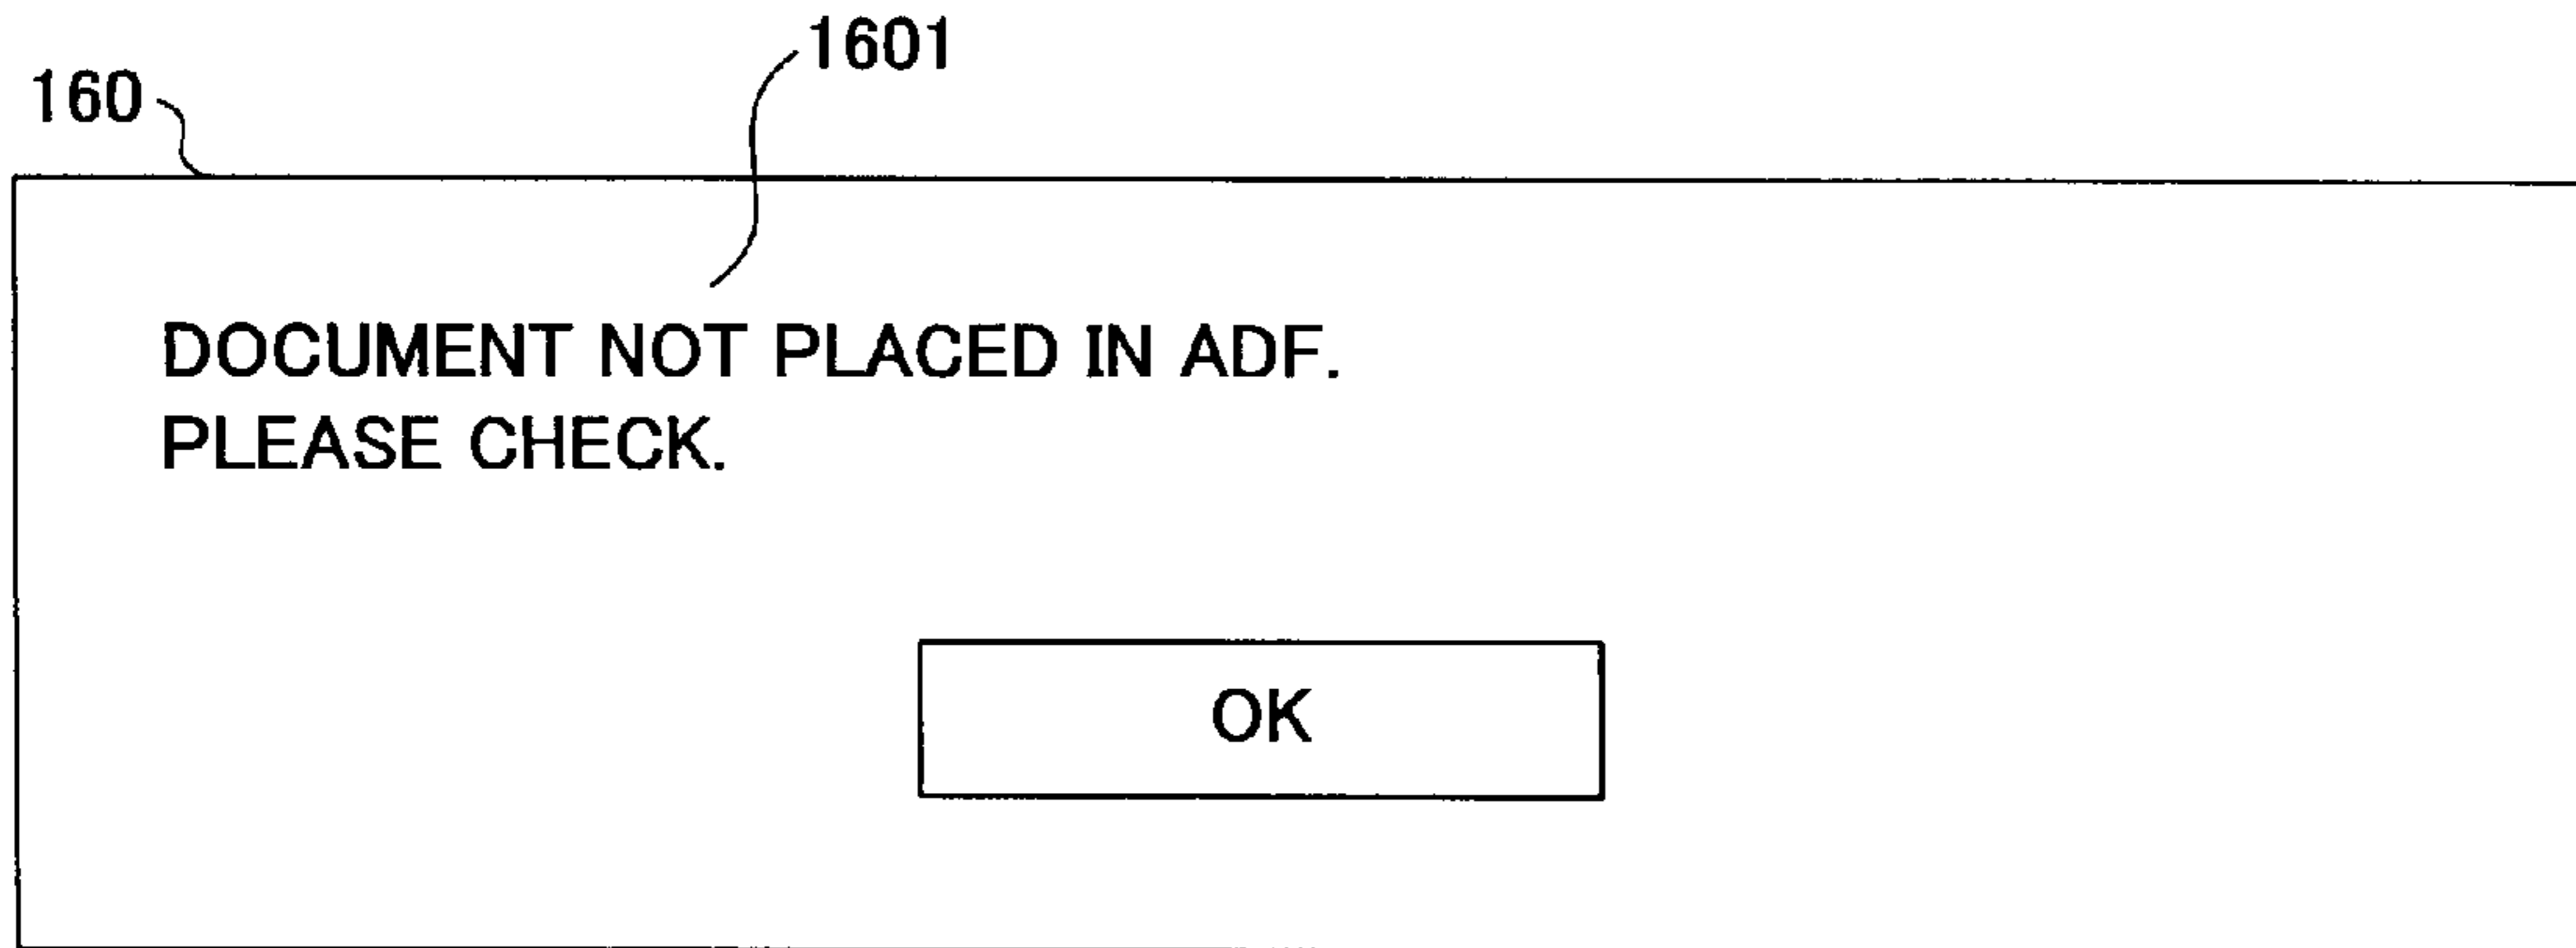 1601
160
DOCUMENT NOT PLACED IN ADF.
PLEASE CHECK.
OK